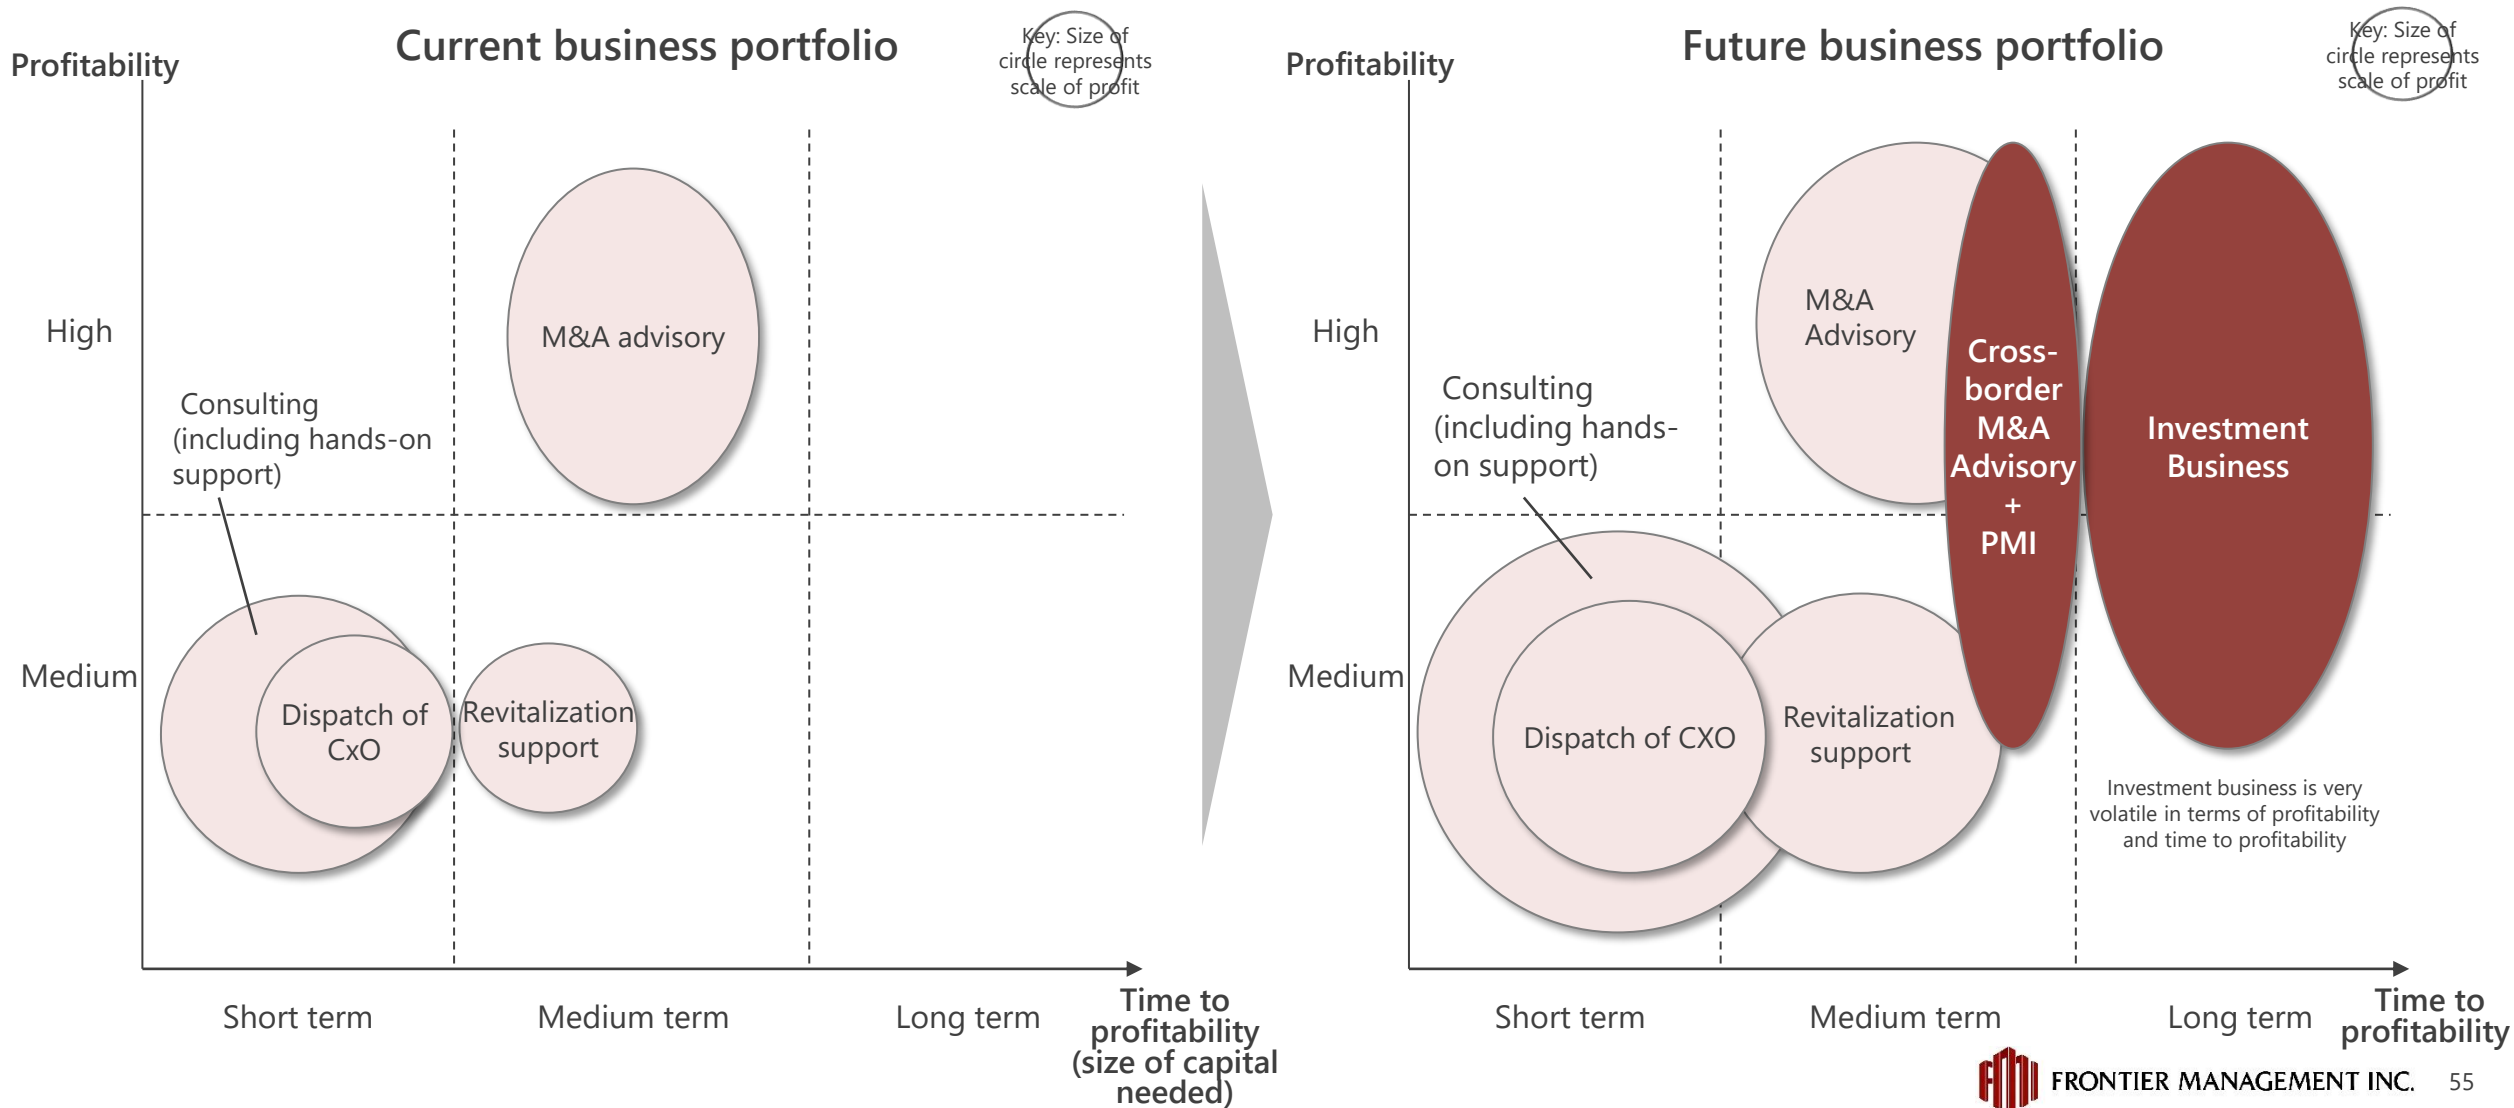 Current business portfolio
Key: Size of
circle represents
scale of profit
Profitability
High
Medium
Consulting
(including hands-on
support)
M&A advisory
Dispatch of
CxO
Revitalization
support
Short term
Medium term
Long term
Time to
profitability
(size of capital
needed)
Future business portfolio
Key: Size of
circle represents
scale of profit
Profitability
High
Medium
Consulting
(including hands-
on support)
M&A
Advisory
Cross-
border
M&A
Advisory
+
PMI
Investment
Business
Dispatch of CXO
Revitalization
support
Investment business is very
volatile in terms of profitability
and time to profitability
Short term
Medium term
Long term
Time to
profitability
FRONTIER MANAGEMENT INC.
55